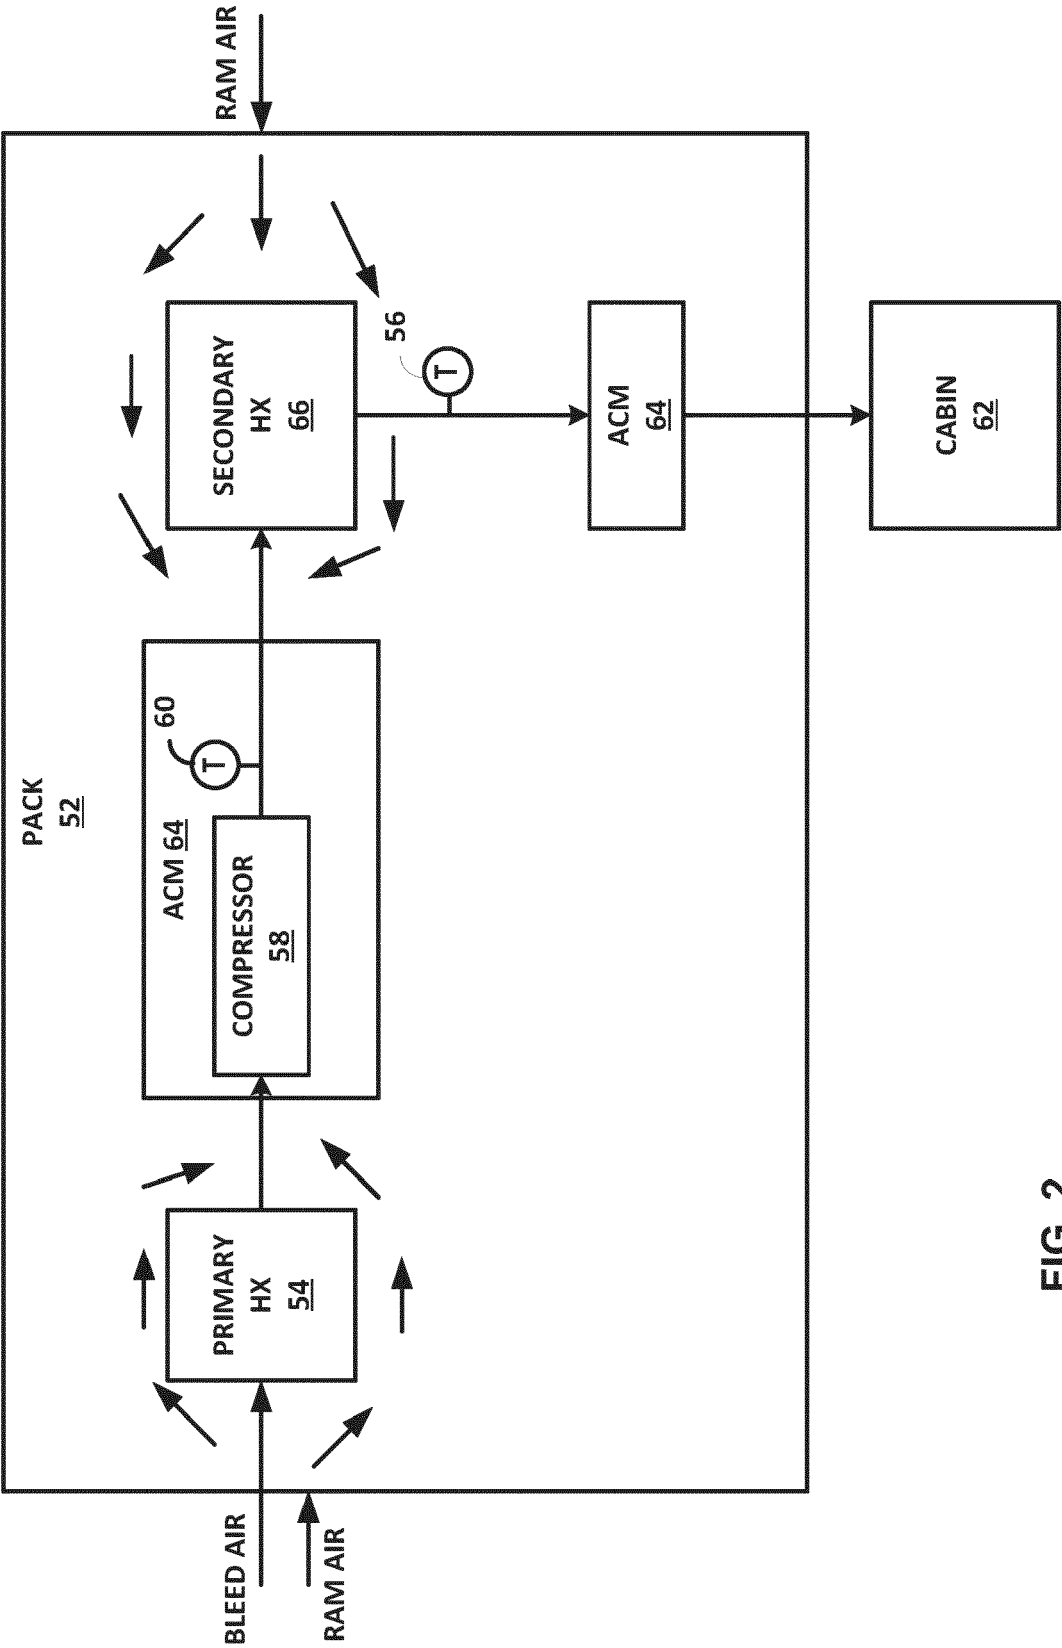 PACK
52
BLEED AIR
RAM AIR
PRIMARY
HX
54
ACM 64
COMPRESSOR
58
T
60
SECONDARY
HX
66
RAM AIR
T
56
ACM
64
CABIN
62
FIG. 2